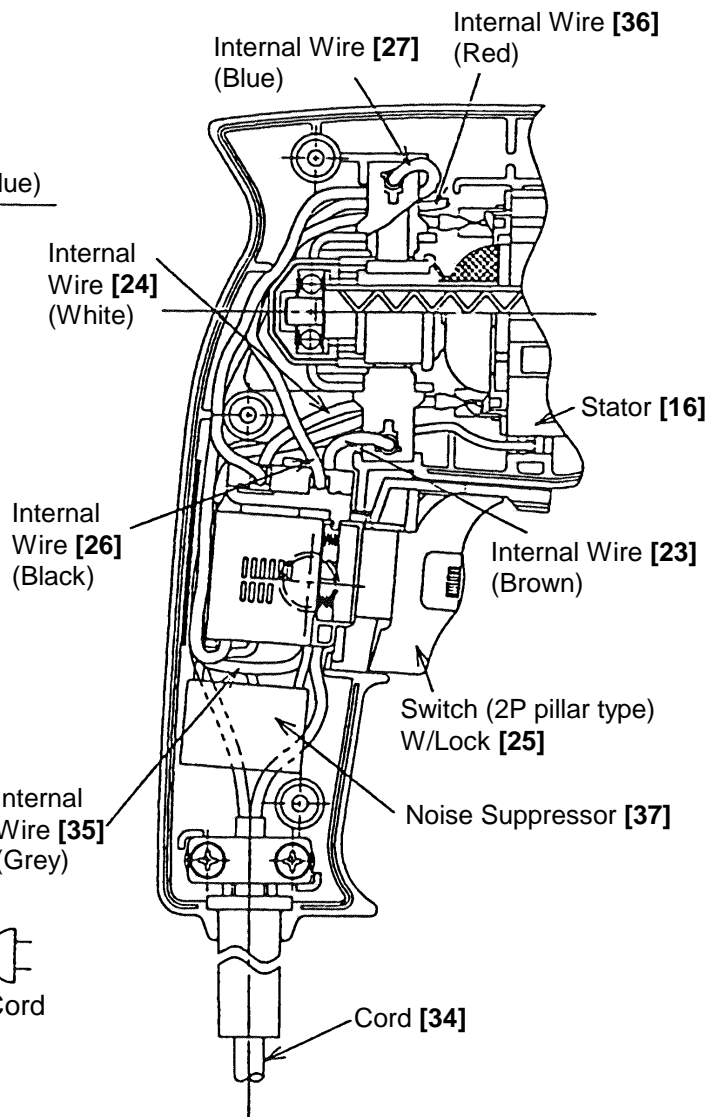 Internal Wire [27]
(Blue)
Internal Wire [36]
(Red)
lue)
Internal
Wire [24]
(White)
Stator [16]
Internal
Wire [26]
(Black)
Internal Wire [23]
(Brown)
Switch (2P pillar type)
W/Lock [25]
nternal
Wire [35]
(Grey)
Noise Suppressor [37]
Cord
Cord [34]